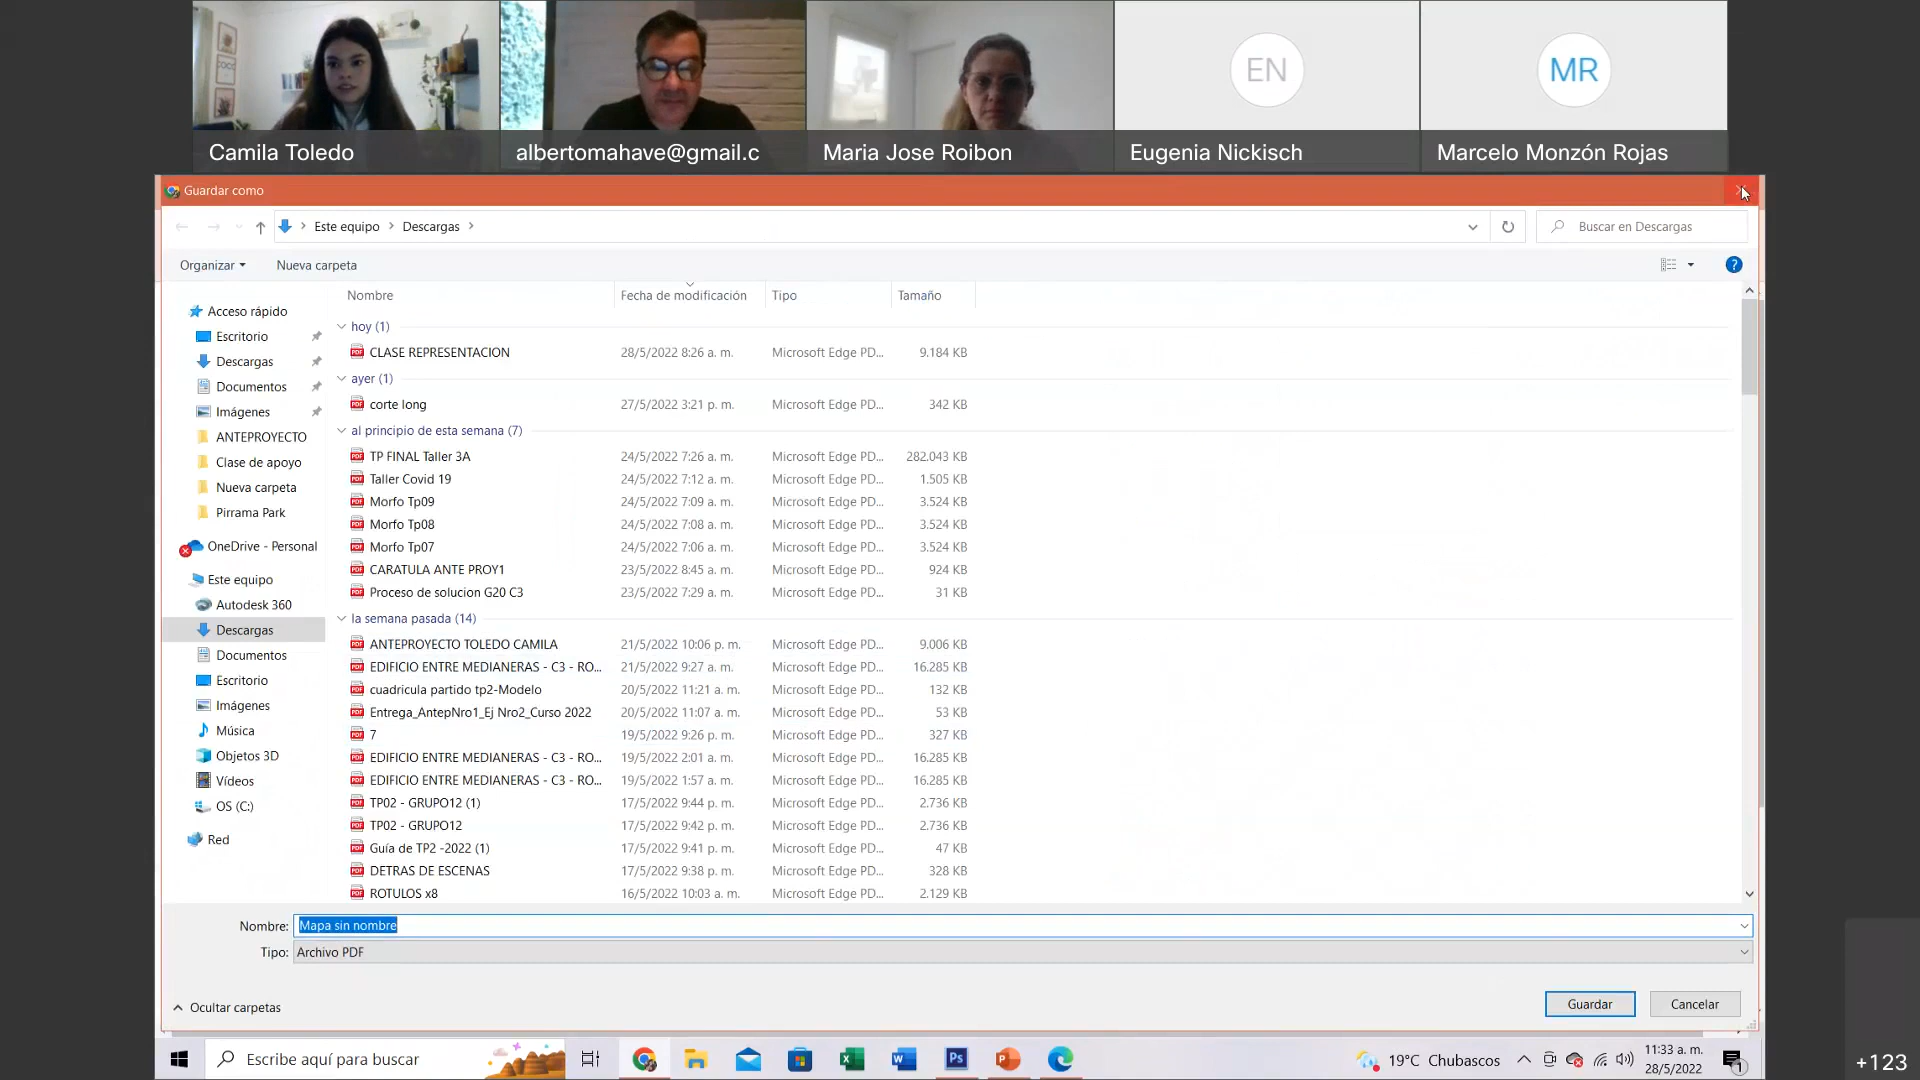 EN
MR
Camila Toledo
albertomahave@gmail.c
Maria Jose Roibon
Eugenia Nickisch
Marcelo Monzón Rojas
Guardar como
Este equipo
Descargas
Buscar en Descargas
Organizar
Nueva carpeta
?
Nombre
Fecha de modificación
Tipo
Tamaño
Acceso rápido
Escritorio
Descargas
Documentos
Imágenes
ANTEPROYECTO
Clase de apoyo
Nueva carpeta
Pirrama Park
OneDrive - Personal
Este equipo
Autodesk 360
Descargas
Documentos
Escritorio
Imágenes
Música
Objetos 3D
Vídeos
OS (C:)
Red
hoy (1)
CLASE REPRESENTACION 28/5/2022 8:26 a. m. Microsoft Edge PD... 9.184 KB
ayer (1)
corte long 27/5/2022 3:21 p. m. Microsoft Edge PD... 342 KB
al principio de esta semana (7)
TP FINAL Taller 3A 24/5/2022 7:26 a. m. Microsoft Edge PD... 282.043 KB
Taller Covid 19 24/5/2022 7:12 a. m. Microsoft Edge PD... 1.505 KB
Morfo Tp09 24/5/2022 7:09 a. m. Microsoft Edge PD... 3.524 KB
Morfo Tp08 24/5/2022 7:08 a. m. Microsoft Edge PD... 3.524 KB
Morfo Tp07 24/5/2022 7:06 a. m. Microsoft Edge PD... 3.524 KB
CARATULA ANTE PROY1 23/5/2022 8:45 a. m. Microsoft Edge PD... 924 KB
Proceso de solucion G20 C3 23/5/2022 7:29 a. m. Microsoft Edge PD... 31 KB
la semana pasada (14)
ANTEPROYECTO TOLEDO CAMILA 21/5/2022 10:06 p. m. Microsoft Edge PD... 9.006 KB
EDIFICIO ENTRE MEDIANERAS - C3 - RO... 21/5/2022 9:27 a. m. Microsoft Edge PD... 16.285 KB
cuadricula partido tp2-Modelo 20/5/2022 11:21 a. m. Microsoft Edge PD... 132 KB
Entrega_AntepNro1_Ej Nro2_Curso 2022 20/5/2022 11:07 a. m. Microsoft Edge PD... 53 KB
7 19/5/2022 9:26 p. m. Microsoft Edge PD... 327 KB
EDIFICIO ENTRE MEDIANERAS - C3 - RO... 19/5/2022 2:01 a. m. Microsoft Edge PD... 16.285 KB
EDIFICIO ENTRE MEDIANERAS - C3 - RO... 19/5/2022 1:57 a. m. Microsoft Edge PD... 16.285 KB
TP02 - GRUPO12 (1) 17/5/2022 9:44 p. m. Microsoft Edge PD... 2.736 KB
TP02 - GRUPO12 17/5/2022 9:42 p. m. Microsoft Edge PD... 2.736 KB
Guía de TP2 -2022 (1) 17/5/2022 9:41 p. m. Microsoft Edge PD... 47 KB
DETRAS DE ESCENAS 17/5/2022 9:38 p. m. Microsoft Edge PD... 328 KB
ROTULOS x8 16/5/2022 10:03 a. m. Microsoft Edge PD... 2.129 KB
Nombre: Mapa sin nombre
Tipo: Archivo PDF
Ocultar carpetas
Guardar
Cancelar
Escribe aquí para buscar
Ps
19°C Chubascos
11:33 a. m.
28/5/2022
1
+123